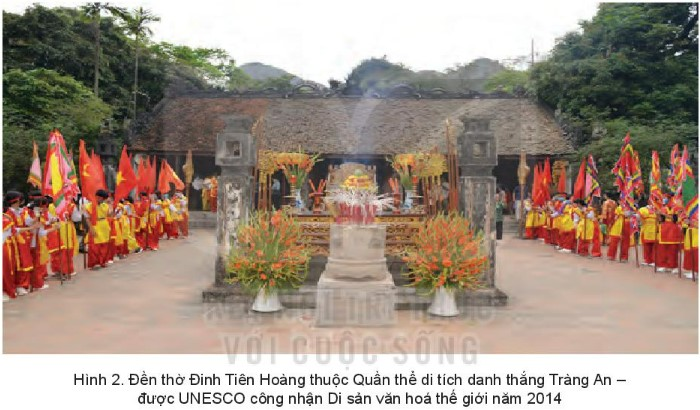 VỚI CUỘC SỐNG
Hình 2. Đền thờ Đinh Tiên Hoàng thuộc Quần thể di tích danh thắng Tràng An –
được UNESCO công nhận Di sản văn hoá thế giới năm 2014